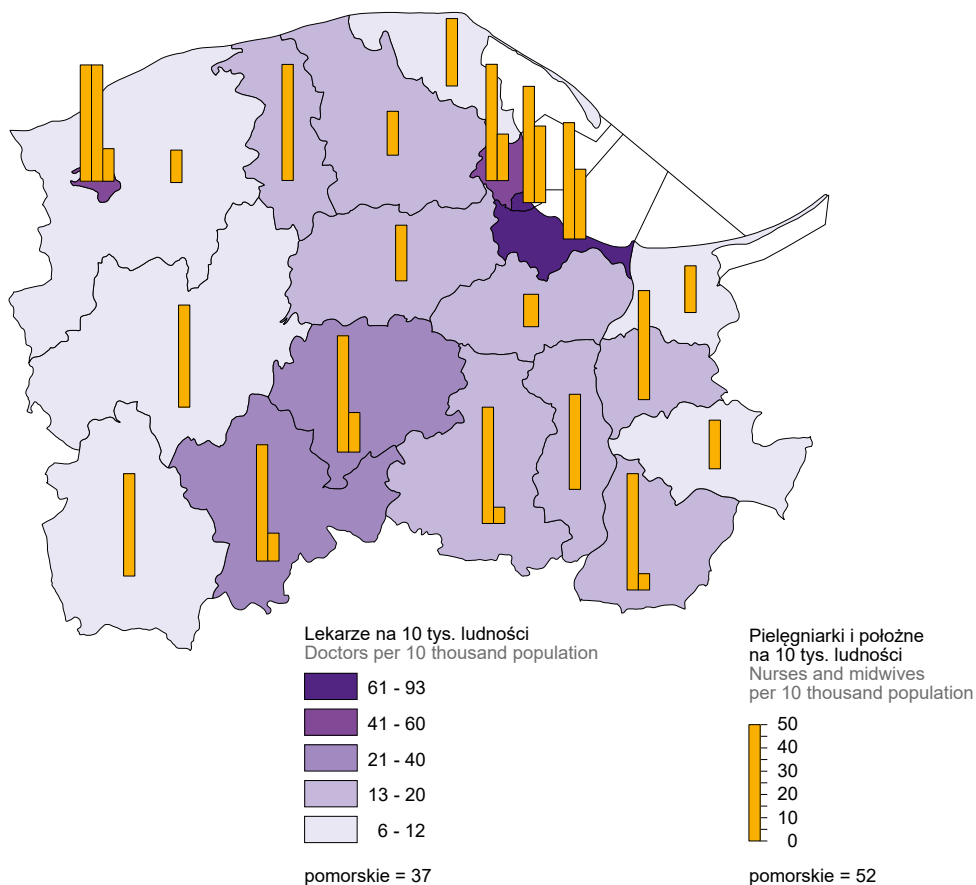 Lekarze na 10 tys. ludności
Doctors per 10 thousand population
61 - 93
41 - 60
21 - 40
13 - 20
6 - 12
pomorskie = 37
Pielęgniarki i położne
na 10 tys. ludności
Nurses and midwives
per 10 thousand population
50
40
30
20
10
0
pomorskie = 52